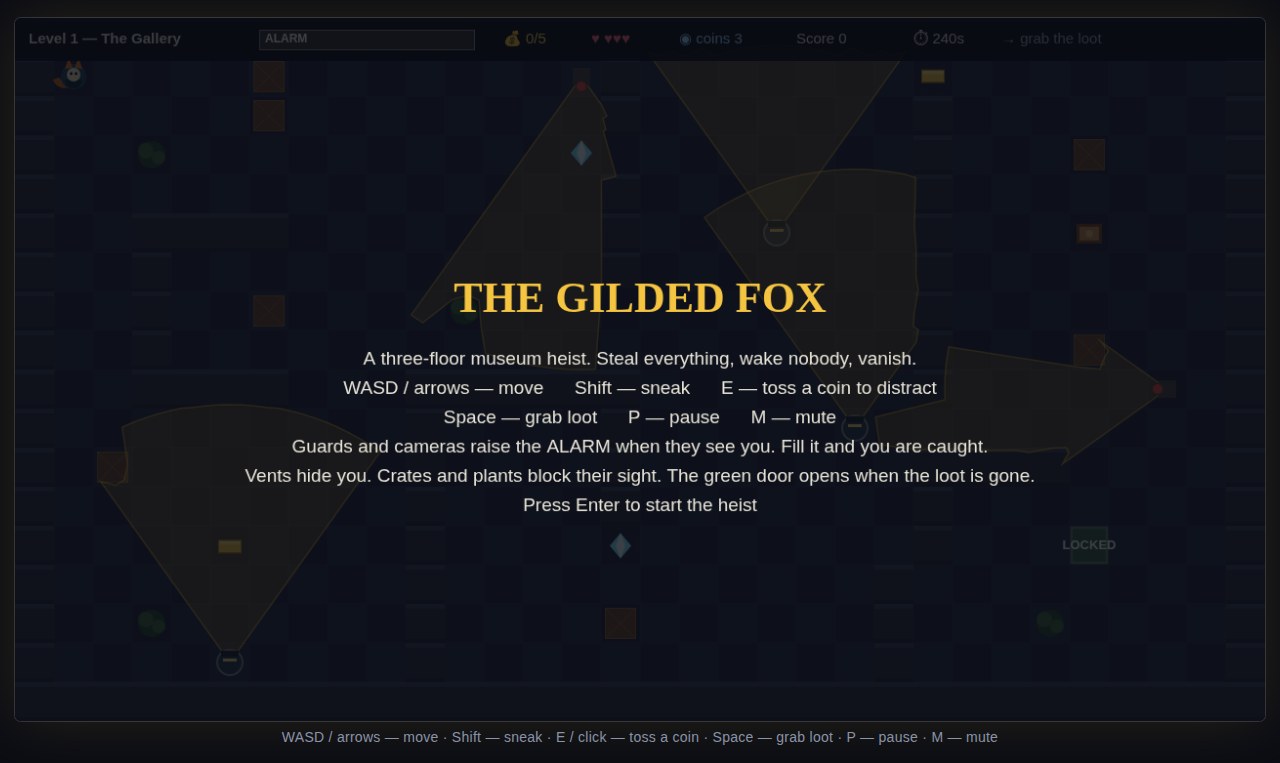 Level 1 — The Gallery
ALARM
💰 0/5
♥ ♥♥♥
◉ coins 3
Score 0
⏱ 240s
→ grab the loot
THE GILDED FOX
A three-floor museum heist. Steal everything, wake nobody, vanish.
WASD / arrows — move Shift — sneak E — toss a coin to distract
Space — grab loot P — pause M — mute
Guards and cameras raise the ALARM when they see you. Fill it and you are caught.
Vents hide you. Crates and plants block their sight. The green door opens when the loot is gone.
Press Enter to start the heist
LOCKED
WASD / arrows — move · Shift — sneak · E / click — toss a coin · Space — grab loot · P — pause · M — mute